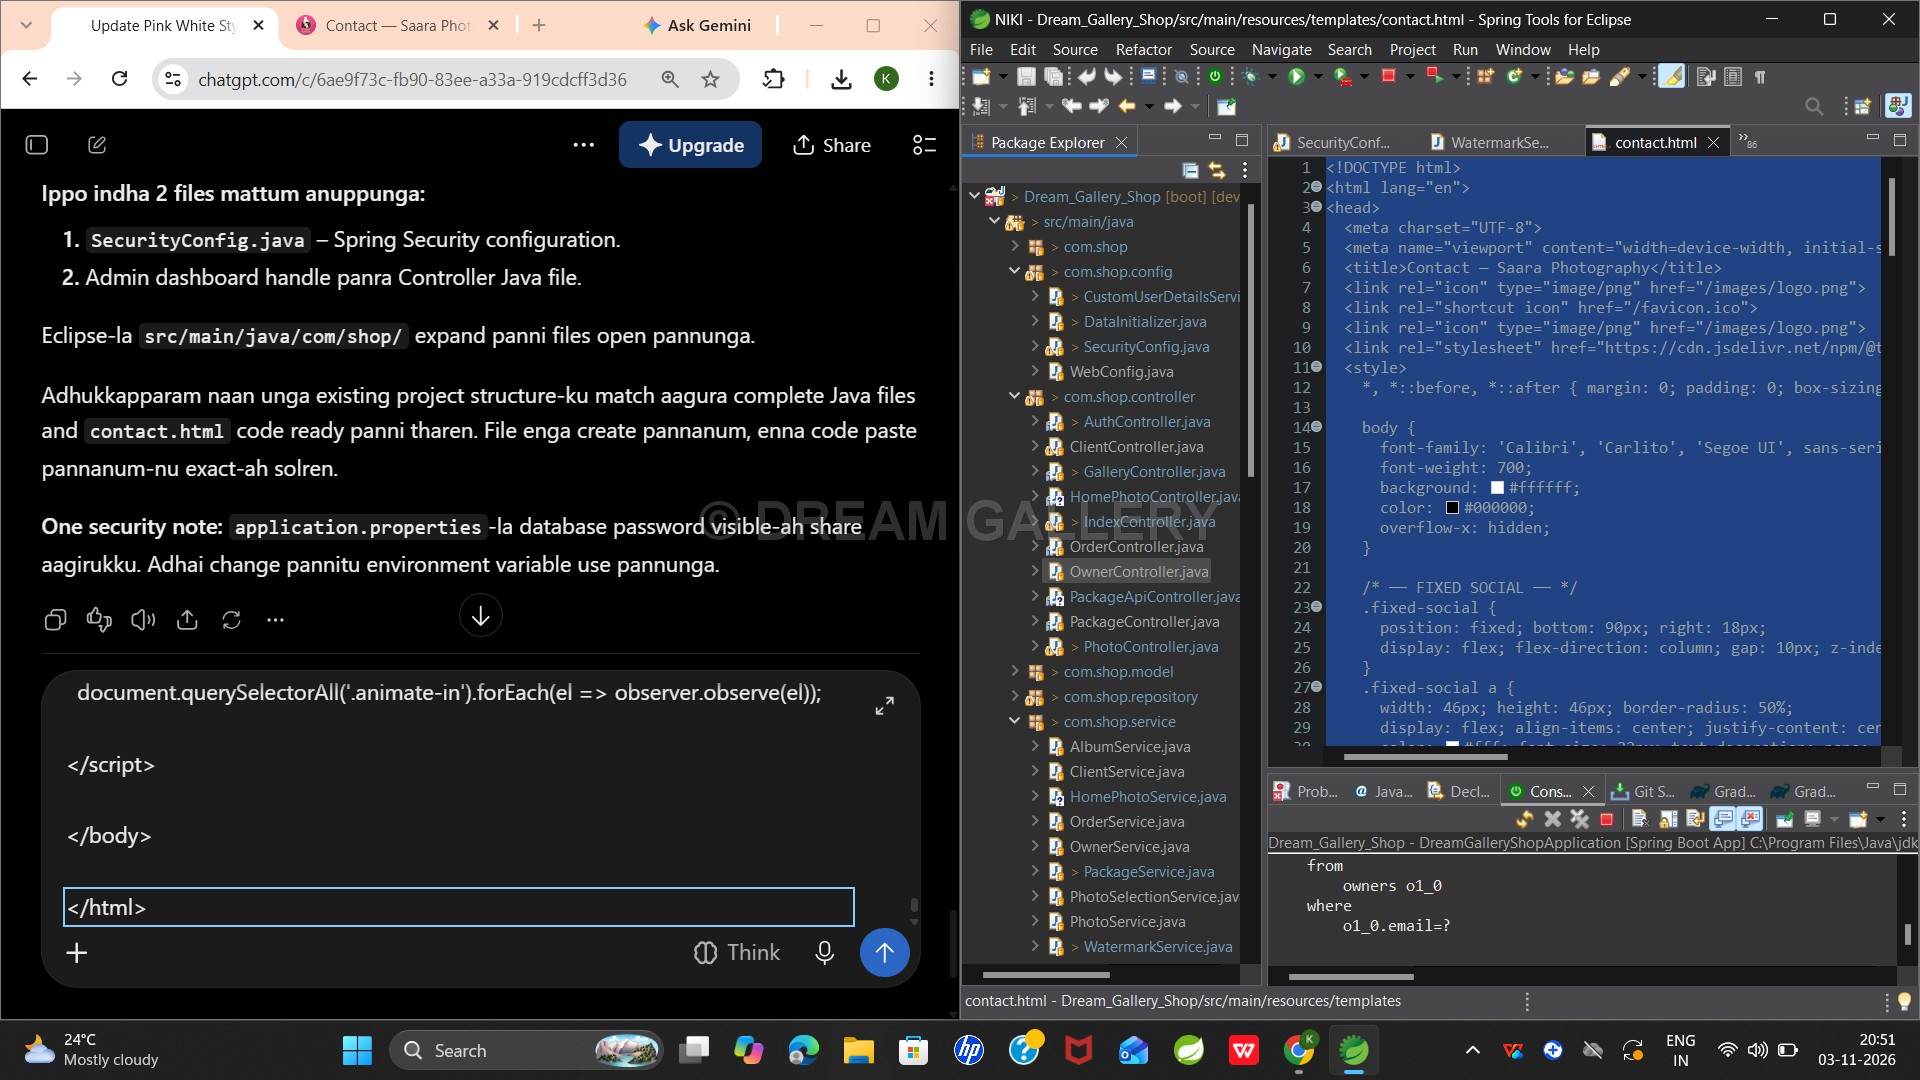 Update Pink White Sty
Contact — Saara Phot
Ask Gemini
chatgpt.com/c/6ae9f73c-fb90-83ee-a33a-919cdcff3d36
K
Upgrade
Share
Ippo indha 2 files mattum anuppunga:
1. SecurityConfig.java – Spring Security configuration.
2. Admin dashboard handle panra Controller Java file.
Eclipse-la src/main/java/com/shop/ expand panni files open pannunga.
Adhukkapparam naan unga existing project structure-ku match aagura complete Java files
and contact.html code ready panni tharen. File enga create pannanum, enna code paste
pannanum-nu exact-ah solren.
One security note: application.properties-la database password visible-ah share
aagirukku. Adhai change pannitu environment variable use pannunga.
document.querySelectorAll('.animate-in').forEach(el => observer.observe(el));
</script>
</body>
</html>
Think
© DREAM GALLERY
NIKI - Dream_Gallery_Shop/src/main/resources/templates/contact.html - Spring Tools for Eclipse
File Edit Source Refactor Source Navigate Search Project Run Window Help
Package Explorer
> Dream_Gallery_Shop [boot] [dev
> src/main/java
> com.shop
> com.shop.config
> CustomUserDetailsServi
> DataInitializer.java
> SecurityConfig.java
WebConfig.java
> com.shop.controller
> AuthController.java
ClientController.java
> GalleryController.java
HomePhotoController.java
> IndexController.java
OrderController.java
OwnerController.java
PackageApiController.java
PackageController.java
> PhotoController.java
> com.shop.model
> com.shop.repository
> com.shop.service
AlbumService.java
ClientService.java
HomePhotoService.java
OrderService.java
OwnerService.java
> PackageService.java
PhotoSelectionService.jav
PhotoService.java
> WatermarkService.java
SecurityConf...
WatermarkSe...
contact.html
86
1 <!DOCTYPE html>
2 <html lang="en">
3 <head>
4 <meta charset="UTF-8">
5 <meta name="viewport" content="width=device-width, initial-s
6 <title>Contact — Saara Photography</title>
7 <link rel="icon" type="image/png" href="/images/logo.png">
8 <link rel="shortcut icon" href="/favicon.ico">
9 <link rel="icon" type="image/png" href="/images/logo.png">
10 <link rel="stylesheet" href="https://cdn.jsdelivr.net/npm/@t
11 <style>
12 *, *::before, *::after { margin: 0; padding: 0; box-sizing
13
14 body {
15 font-family: 'Calibri', 'Carlito', 'Segoe UI', sans-seri
16 font-weight: 700;
17 background: #ffffff;
18 color: #000000;
19 overflow-x: hidden;
20 }
21
22 /* —— FIXED SOCIAL —— */
23 .fixed-social {
24 position: fixed; bottom: 90px; right: 18px;
25 display: flex; flex-direction: column; gap: 10px; z-inde
26 }
27 .fixed-social a {
28 width: 46px; height: 46px; border-radius: 50%;
29 display: flex; align-items: center; justify-content: cen
Prob...
Java...
Decl...
Cons...
Git S...
Grad...
Grad...
Dream_Gallery_Shop - DreamGalleryShopApplication [Spring Boot App] C:\Program Files\Java\jdk
from
owners o1_0
where
o1_0.email=?
contact.html - Dream_Gallery_Shop/src/main/resources/templates
24°C
Mostly cloudy
Search
ENG
IN
20:51
03-11-2026